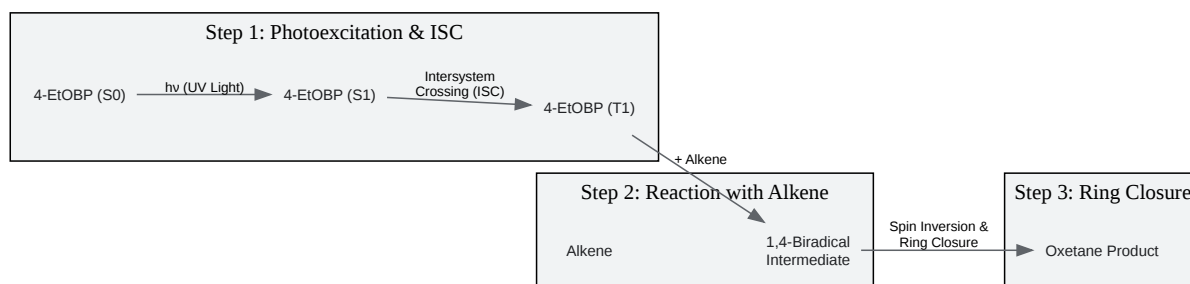 Step 1: Photoexcitation & ISC
4-EtOBP (S0)
hν (UV Light)
4-EtOBP (S1)
Intersystem
Crossing (ISC)
4-EtOBP (T1)
+ Alkene
Step 2: Reaction with Alkene
Alkene
1,4-Biradical
Intermediate
Spin Inversion &
Ring Closure
Step 3: Ring Closure
Oxetane Product